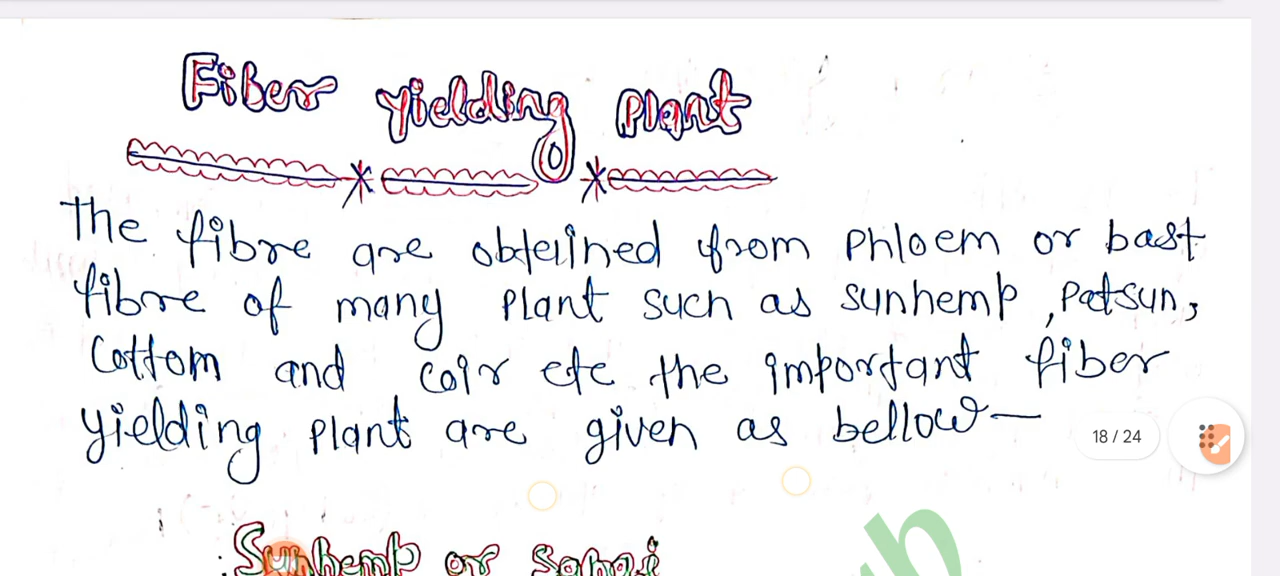 Fiber yielding plant
The fibre are obtained from Phloem or bast
fibre of many plant such as sunhemp, Patsun,
Cottom and coir etc the important fiber
yielding plant are given as bellow—
18 / 24
Sunhemp or Sanai